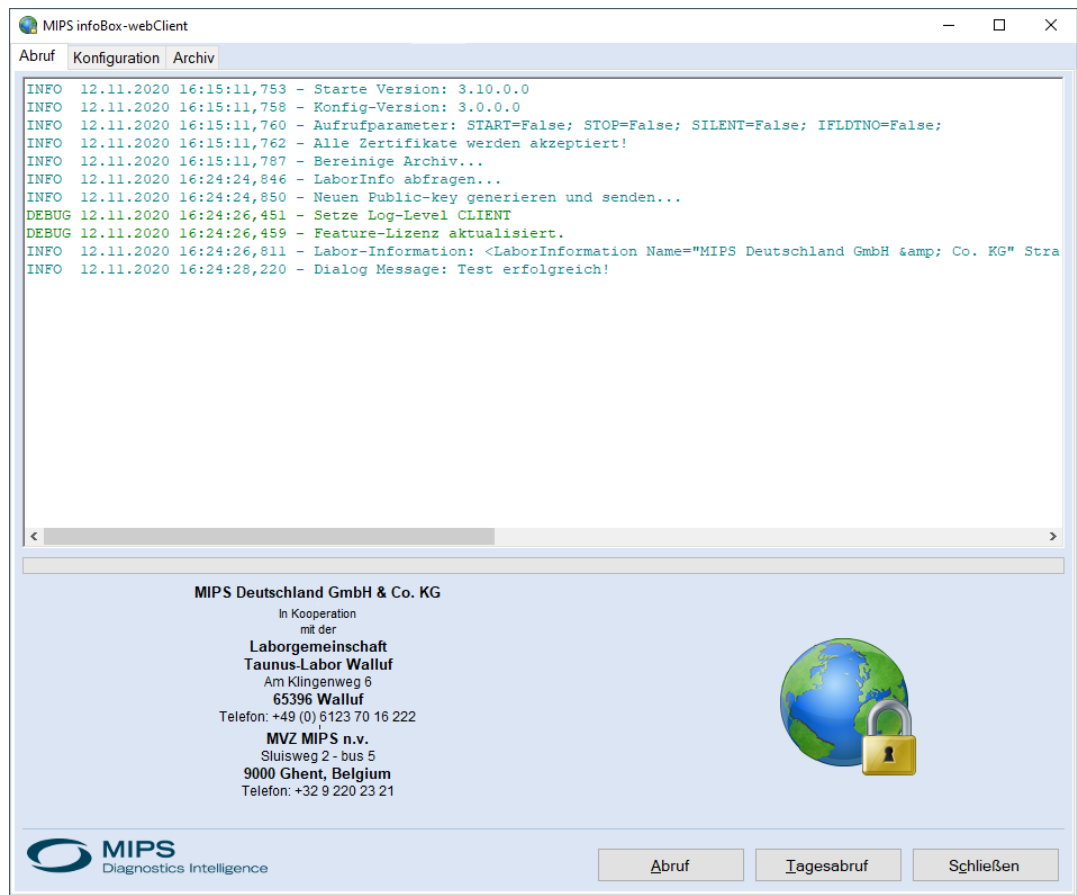 MIPS infoBox-webClient
Abruf Konfiguration Archiv
INFO 12.11.2020 16:15:11,753 - Starte Version: 3.10.0.0
INFO 12.11.2020 16:15:11,758 - Konfig-Version: 3.0.0.0
INFO 12.11.2020 16:15:11,760 - Aufrufparameter: START=False; STOP=False; SILENT=False; IFLDTNO=False;
INFO 12.11.2020 16:15:11,762 - Alle Zertifikate werden akzeptiert!
INFO 12.11.2020 16:15:11,787 - Bereinige Archiv...
INFO 12.11.2020 16:24:24,846 - LaborInfo abfragen...
INFO 12.11.2020 16:24:24,850 - Neuen Public-key generieren und senden...
DEBUG 12.11.2020 16:24:26,451 - Setze Log-Level CLIENT
DEBUG 12.11.2020 16:24:26,459 - Feature-Lizenz aktualisiert.
INFO 12.11.2020 16:24:26,811 - Labor-Information: <LaborInformation Name="MIPS Deutschland GmbH &amp; Co. KG" Stra
INFO 12.11.2020 16:24:28,220 - Dialog Message: Test erfolgreich!
MIPS Deutschland GmbH & Co. KG
In Kooperation
mit der
Laborgemeinschaft
Taunus-Labor Walluf
Am Klingenweg 6
65396 Walluf
Telefon: +49 (0) 6123 70 16 222
MVZ MIPS n.v.
Sluisweg 2 - bus 5
9000 Ghent, Belgium
Telefon: +32 9 220 23 21
MIPS
Diagnostics Intelligence
Abruf Tagesabruf Schließen